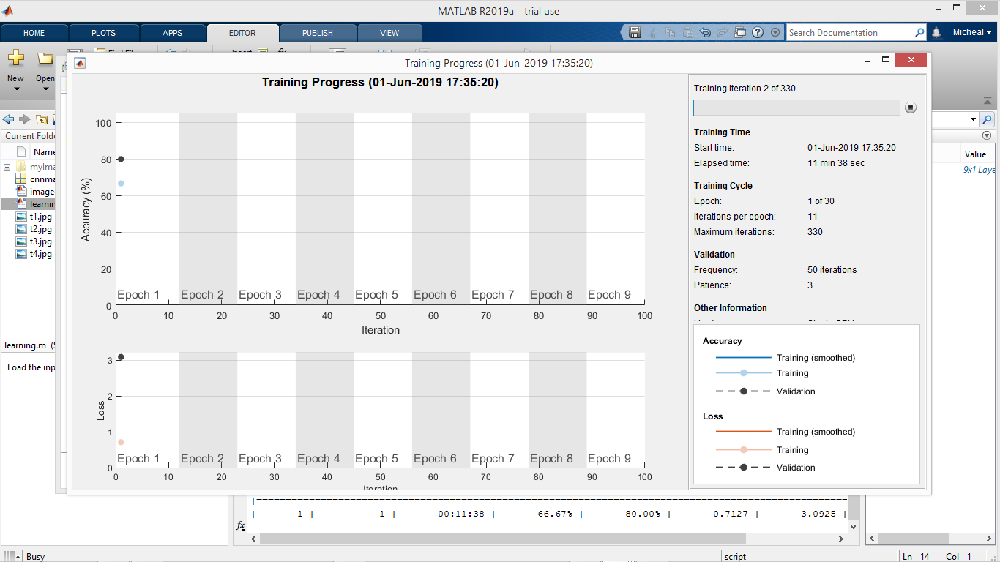 MATLAB R2019a - trial use
HOME PLOTS APPS EDITOR PUBLISH VIEW
Search Documentation
Micheal
New
Open
Training Progress (01-Jun-2019 17:35:20)
Training Progress (01-Jun-2019 17:35:20)
100
80
60
40
20
0
Accuracy (%)
Epoch 1 Epoch 2 Epoch 3 Epoch 4 Epoch 5 Epoch 6 Epoch 7 Epoch 8 Epoch 9
0 10 20 30 40 50 60 70 80 90 100
Iteration
3
2
1
0
Loss
Epoch 1 Epoch 2 Epoch 3 Epoch 4 Epoch 5 Epoch 6 Epoch 7 Epoch 8 Epoch 9
0 10 20 30 40 50 60 70 80 90 100
Iteration
Training iteration 2 of 330...
Training Time
Start time: 01-Jun-2019 17:35:20
Elapsed time: 11 min 38 sec
Training Cycle
Epoch: 1 of 30
Iterations per epoch: 11
Maximum iterations: 330
Validation
Frequency: 50 iterations
Patience: 3
Other Information
Accuracy
Training (smoothed)
Training
Validation
Loss
Training (smoothed)
Training
Validation
Current Folde
Name
myIma
cnnma
image
learnin
t1.jpg
t2.jpg
t3.jpg
t4.jpg
learning.m (S
Load the inp
Value
9x1 Laye
|==========================================================
| 1 | 1 | 00:11:38 | 66.67% | 80.00% | 0.7127 | 3.0925 |
fx
Busy
script
Ln 14 Col 1